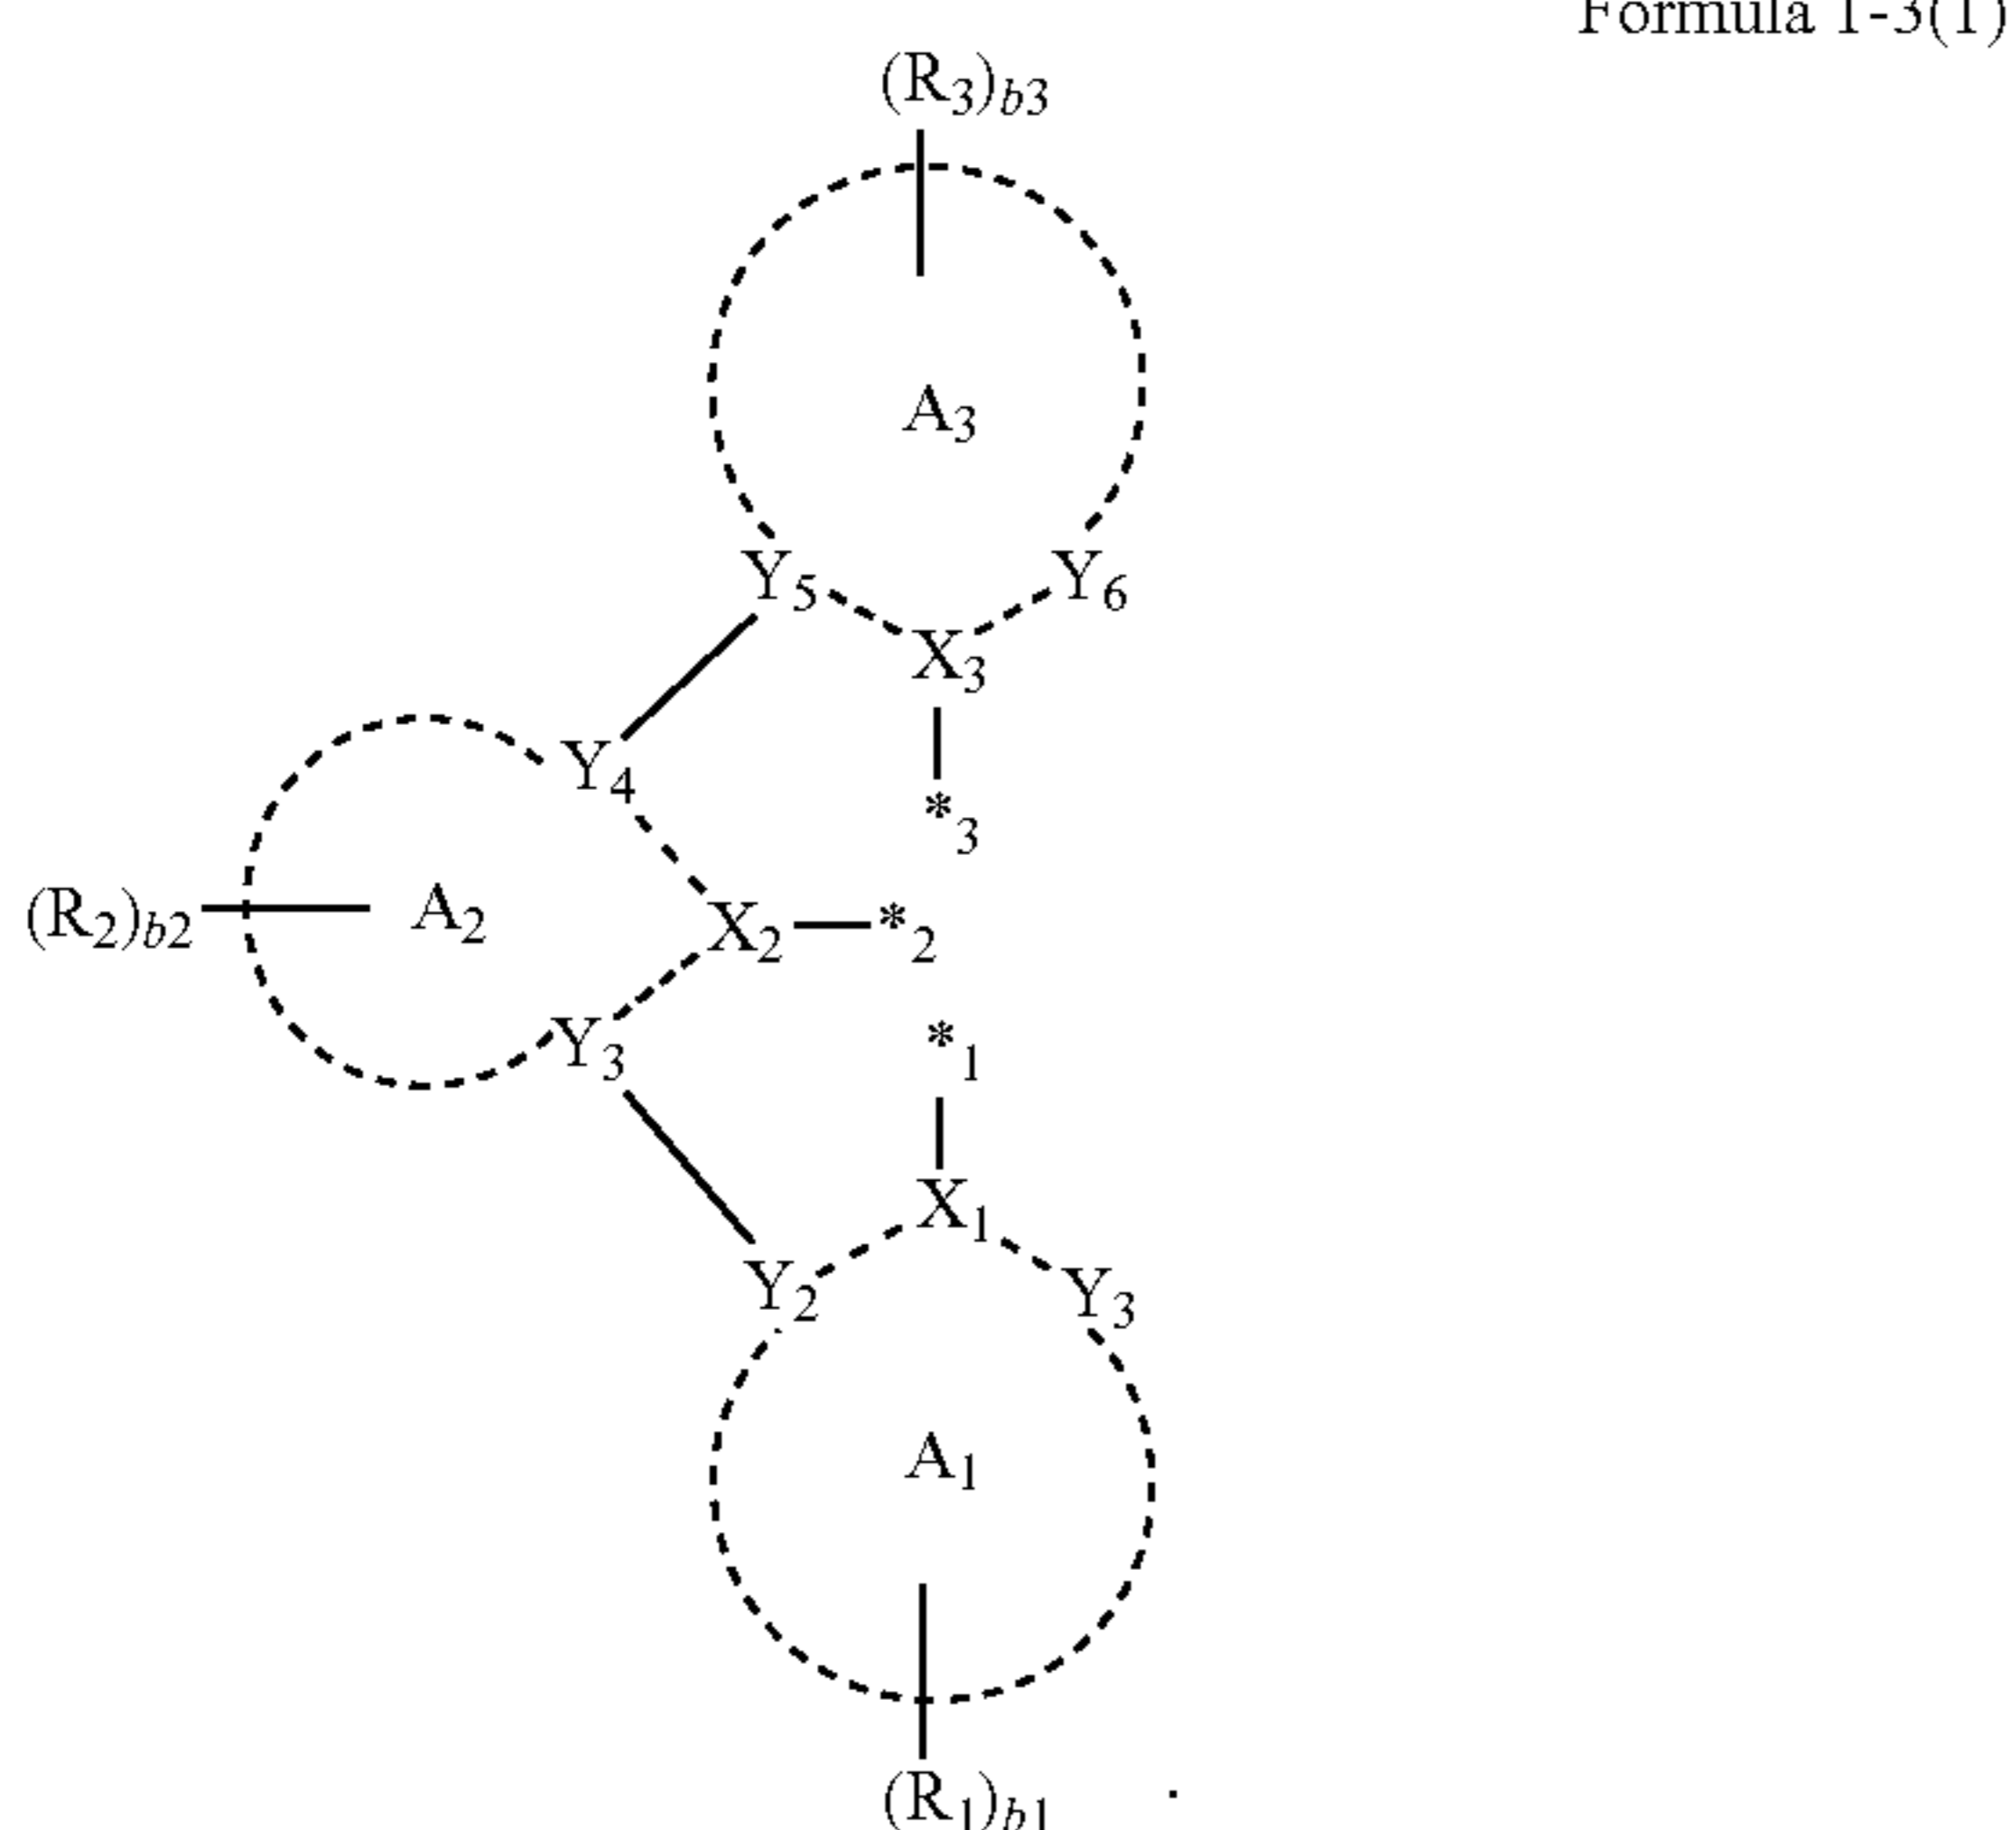 Formula 1-3(1)
(R3)b3
A3
Y5 Y6
X3
Y4
*3
(R2)b2 A2 X2 *2
*1
Y3
X1
Y2 Y3
A1
(R1)b1 .